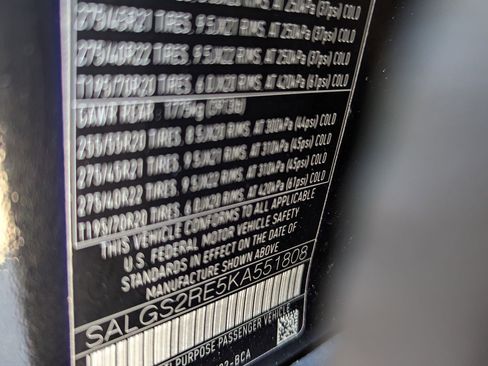 275/45R21 TIRES, 9.5JX21 RIMS, AT 250kPa (37psi) COLD
275/40R22 TIRES, 9.5JX22 RIMS, AT 250kPa (37psi) COLD
T195/70R20 TIRES, 6.0JX20 RIMS, AT 420kPa (61psi) COLD
GAWR REAR 1775kg
255/55R20 TIRES, 8.5JX20 RIMS, AT 300kPa (44psi) COLD
275/45R21 TIRES, 9.5JX21 RIMS, AT 310kPa (45psi) COLD
275/40R22 TIRES, 9.5JX22 RIMS, AT 310kPa (45psi) COLD
T195/70R20 TIRES, 6.0JX20 RIMS, AT 420kPa (61psi) COLD
THIS VEHICLE CONFORMS TO ALL APPLICABLE
U.S. FEDERAL MOTOR VEHICLE SAFETY
STANDARDS IN EFFECT ON THE DATE OF
MANUFACTURE SHOWN ABOVE
SALGS2RE5KA551808
PURPOSE PASSENGER VEHICLE
-BCA